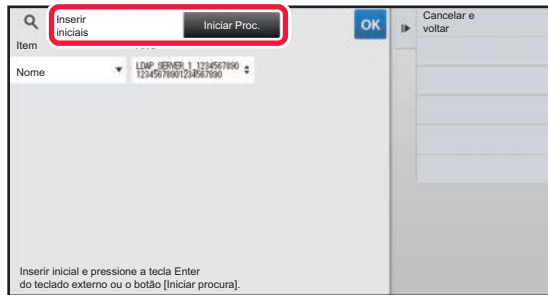 Inserir
iniciais
Iniciar Proc.
OK
Cancelar e
voltar
Item
Nome
LDAP_SERVER_1_1234567890
12345678901234567890
Inserir inicial e pressione a tecla Enter
do teclado externo ou o botão [Iniciar procura].